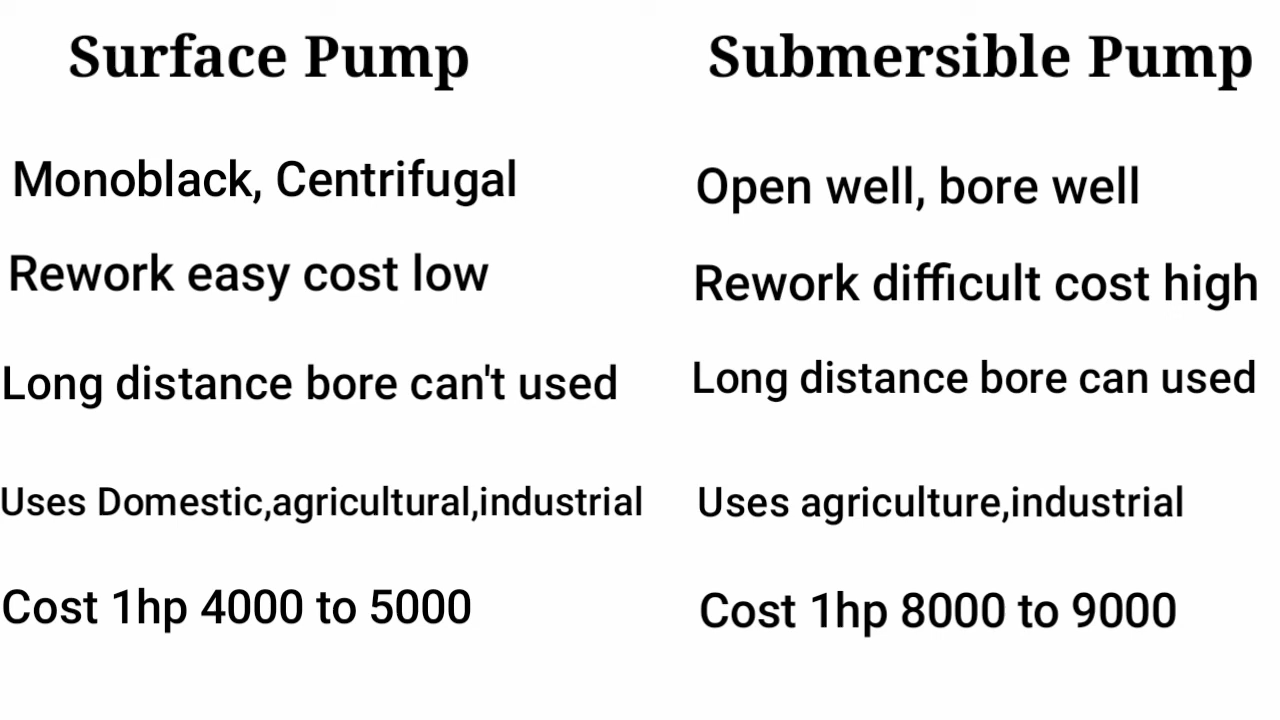 Surface Pump
Monoblack, Centrifugal
Rework easy cost low
Long distance bore can't used
Uses Domestic,agricultural,industrial
Cost 1hp 4000 to 5000
Submersible Pump
Open well, bore well
Rework difficult cost high
Long distance bore can used
Uses agriculture,industrial
Cost 1hp 8000 to 9000